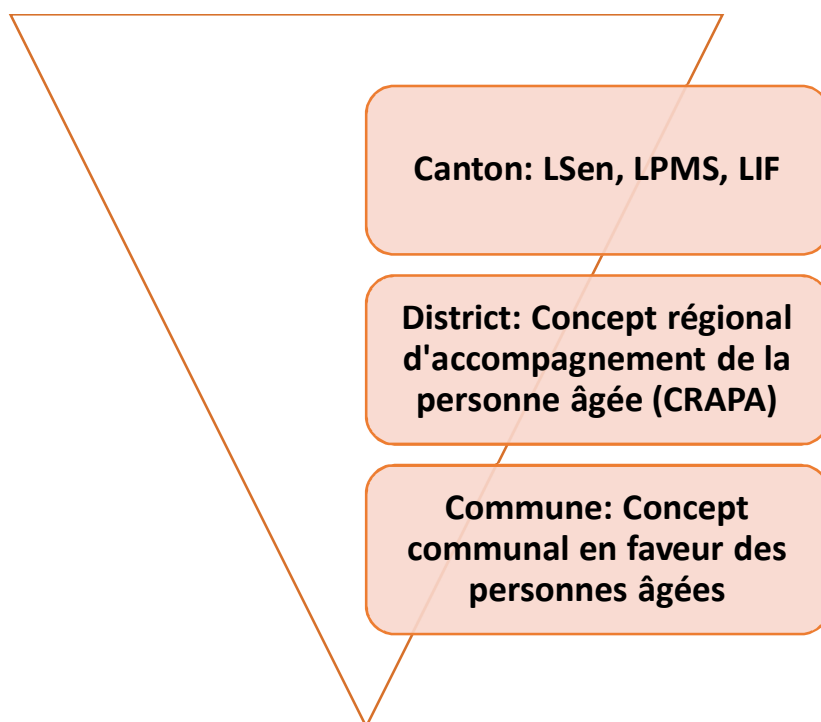 Canton: LSen, LPMS, LIF
District: Concept régional
d'accompagnement de la
personne âgée (CRAPA)
Commune: Concept
communal en faveur des
personnes âgées